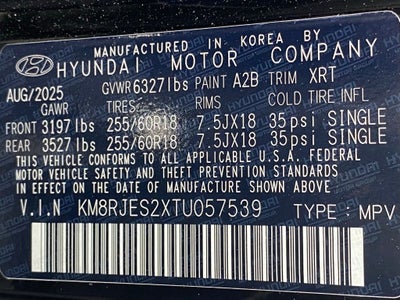 MANUFACTURED IN KOREA BY
HYUNDAI MOTOR COMPANY
AUG/2025 GVWR 6327lbs PAINT A2B TRIM XRT
GAWR TIRES RIMS COLD TIRE INFL
FRONT 3197lbs 255/60R18 7.5JX18 35psi SINGLE
REAR 3527lbs 255/60R18 7.5JX18 35psi SINGLE
THIS VEHICLE CONFORMS TO ALL APPLICABLE U.S.A. FEDERAL
MOTOR VEHICLE SAFETY AND THEFT PREVENTION STANDARDS
IN EFFECT ON THE DATE OF MANUFACTURE SHOWN ABOVE.
V.I.N KM8RJES2XTU057539 TYPE: MPV